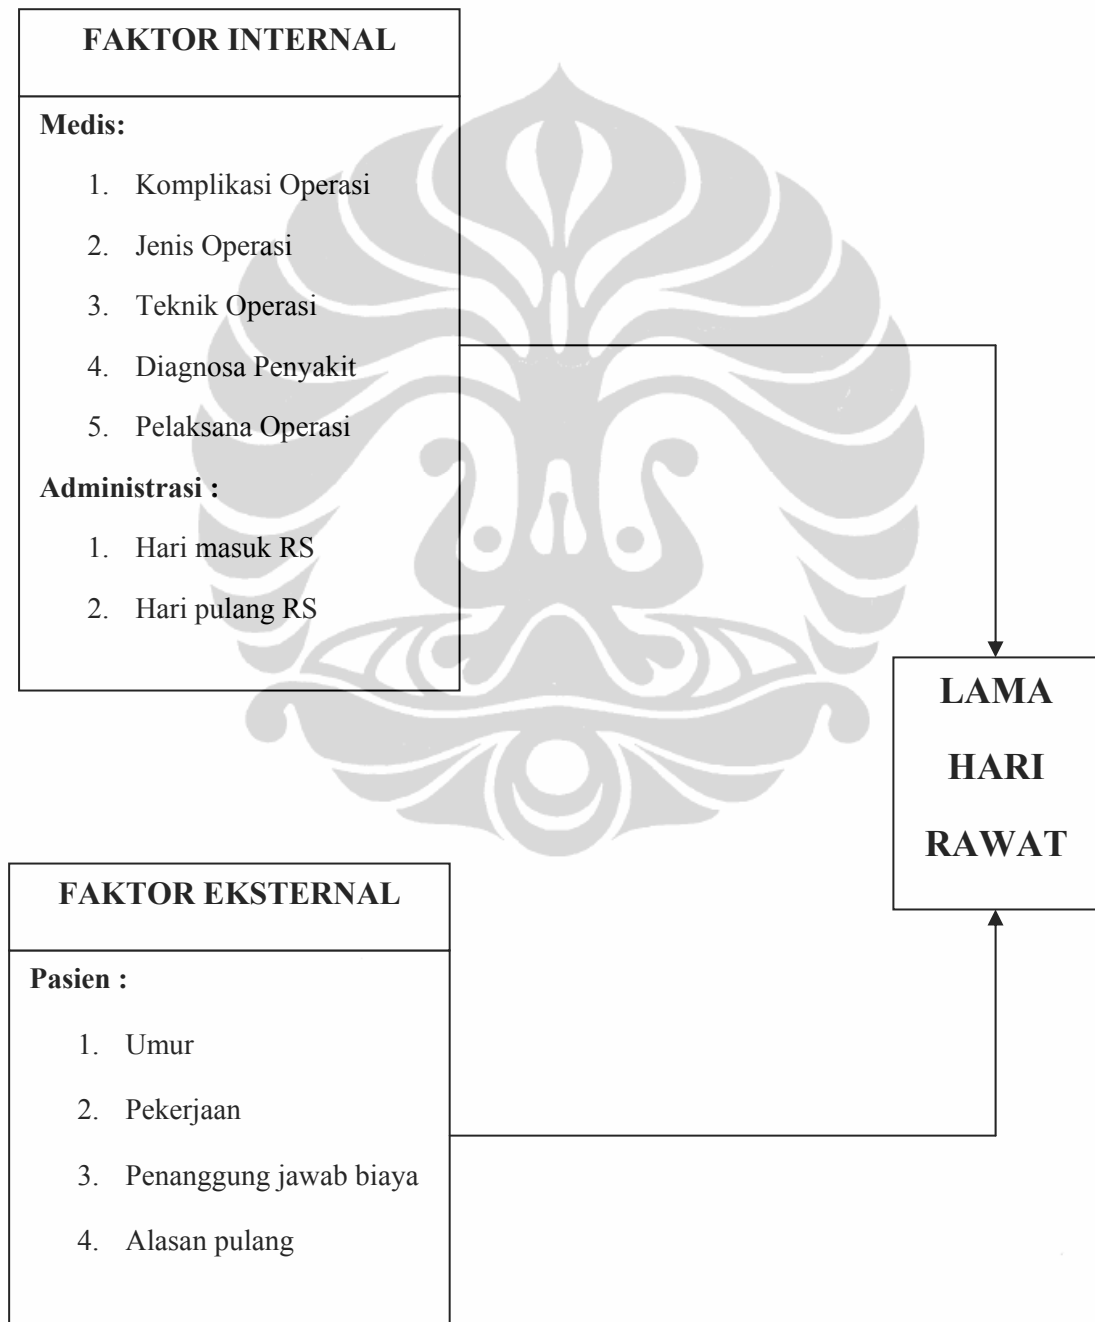 FAKTOR INTERNAL
Medis:
1. Komplikasi Operasi
2. Jenis Operasi
3. Teknik Operasi
4. Diagnosa Penyakit
5. Pelaksana Operasi
Administrasi :
1. Hari masuk RS
2. Hari pulang RS
LAMA
HARI
RAWAT
FAKTOR EKSTERNAL
Pasien :
1. Umur
2. Pekerjaan
3. Penanggung jawab biaya
4. Alasan pulang